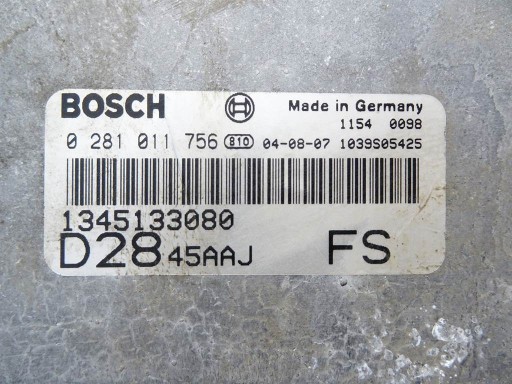 BOSCH Made in Germany
1154 0098
0 281 011 756 810 04-08-07 1039S05425
1345133080
D28 45AAJ FS